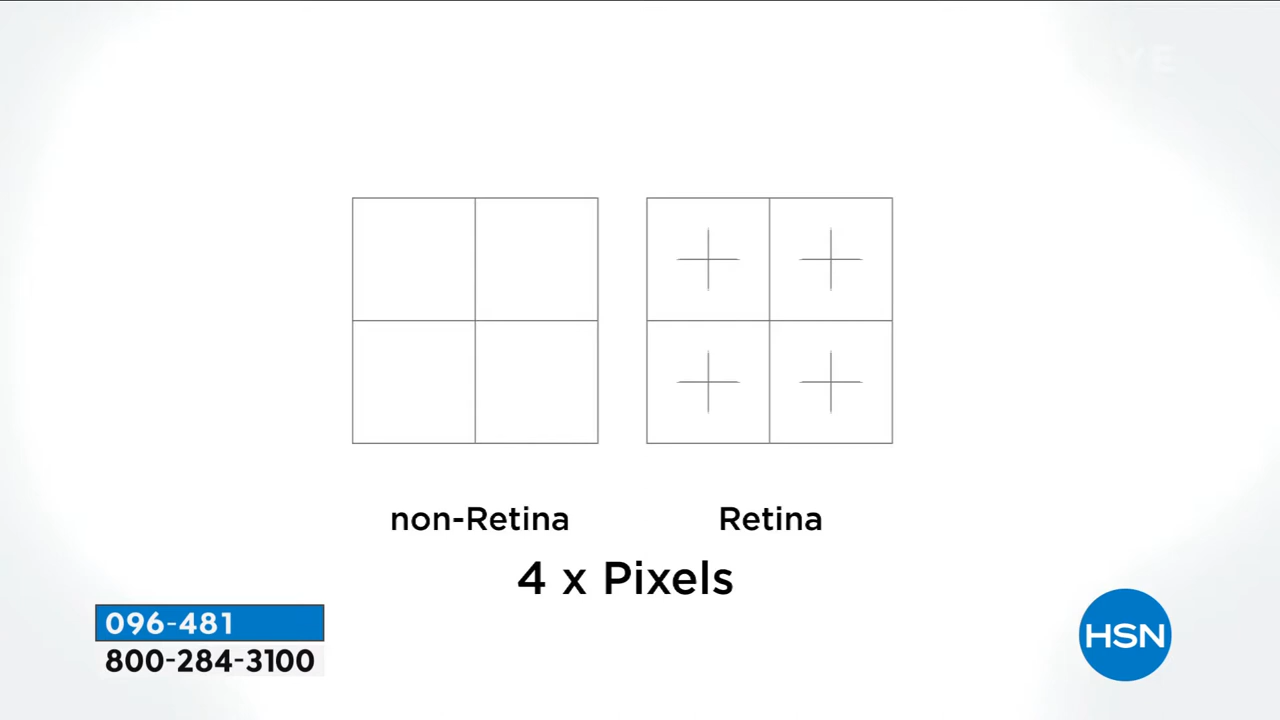 non-Retina
Retina
4 x Pixels
096-481
800-284-3100
HSN